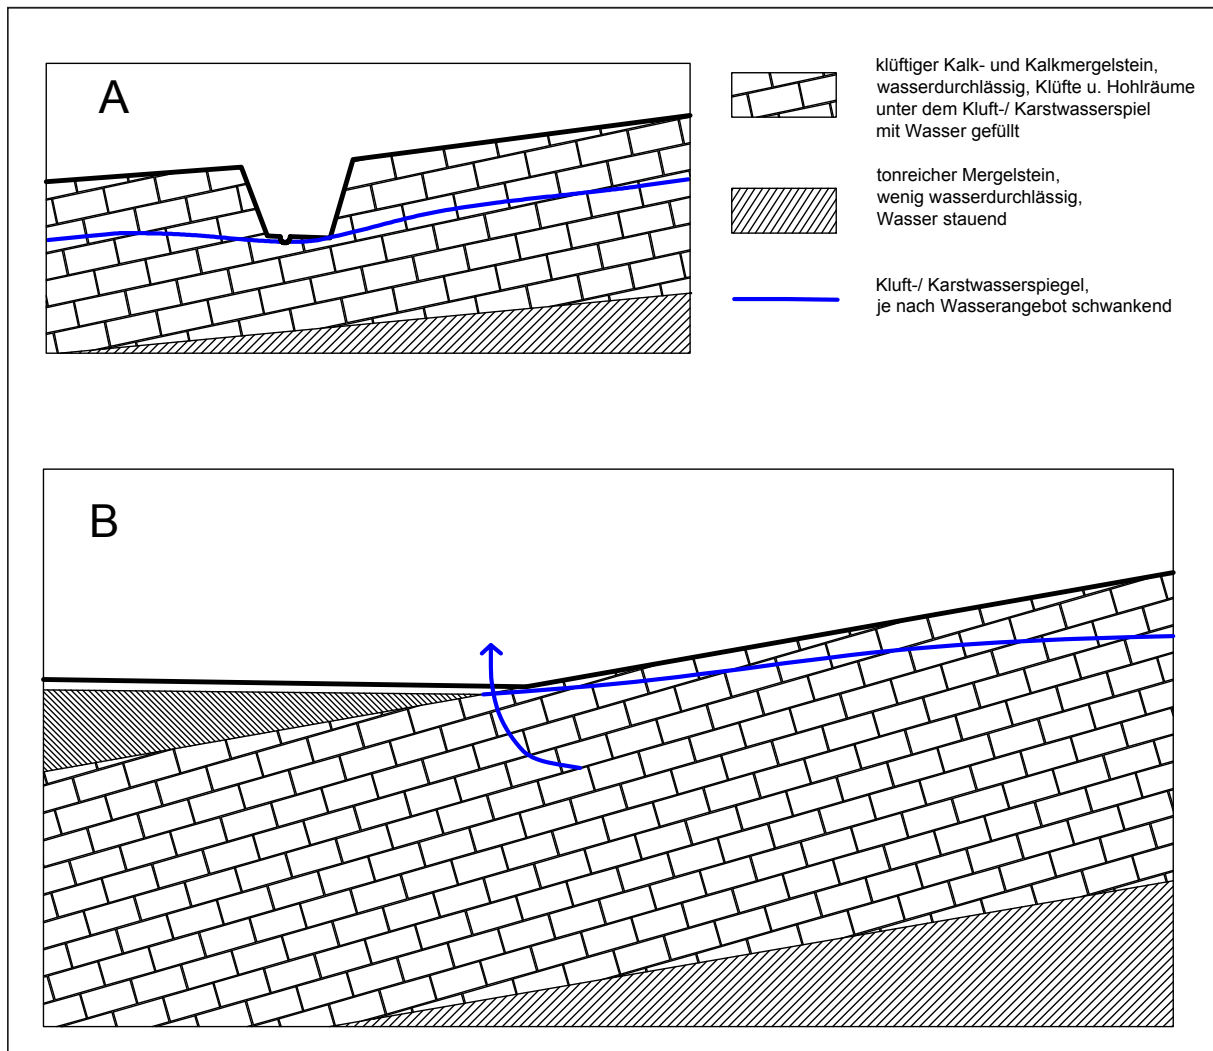 A
klüftiger Kalk- und Kalkmergelstein,
wasserdurchlässig, Klüfte u. Hohlräume
unter dem Kluft-/ Karstwasserspiel
mit Wasser gefüllt
tonreicher Mergelstein,
wenig wasserdurchlässig,
Wasser stauend
Kluft-/ Karstwasserspiegel,
je nach Wasserangebot schwankend
B